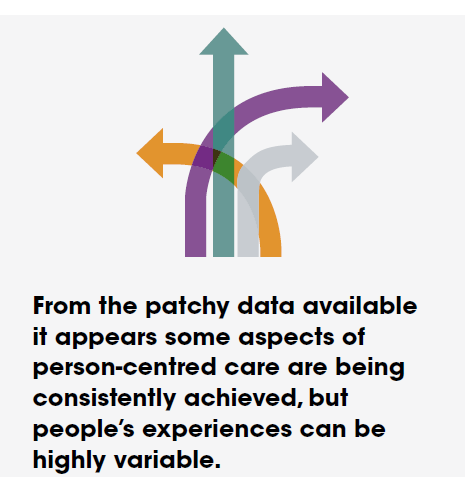 From the patchy data available
it appears some aspects of
person-centred care are being
consistently achieved, but
people’s experiences can be
highly variable.